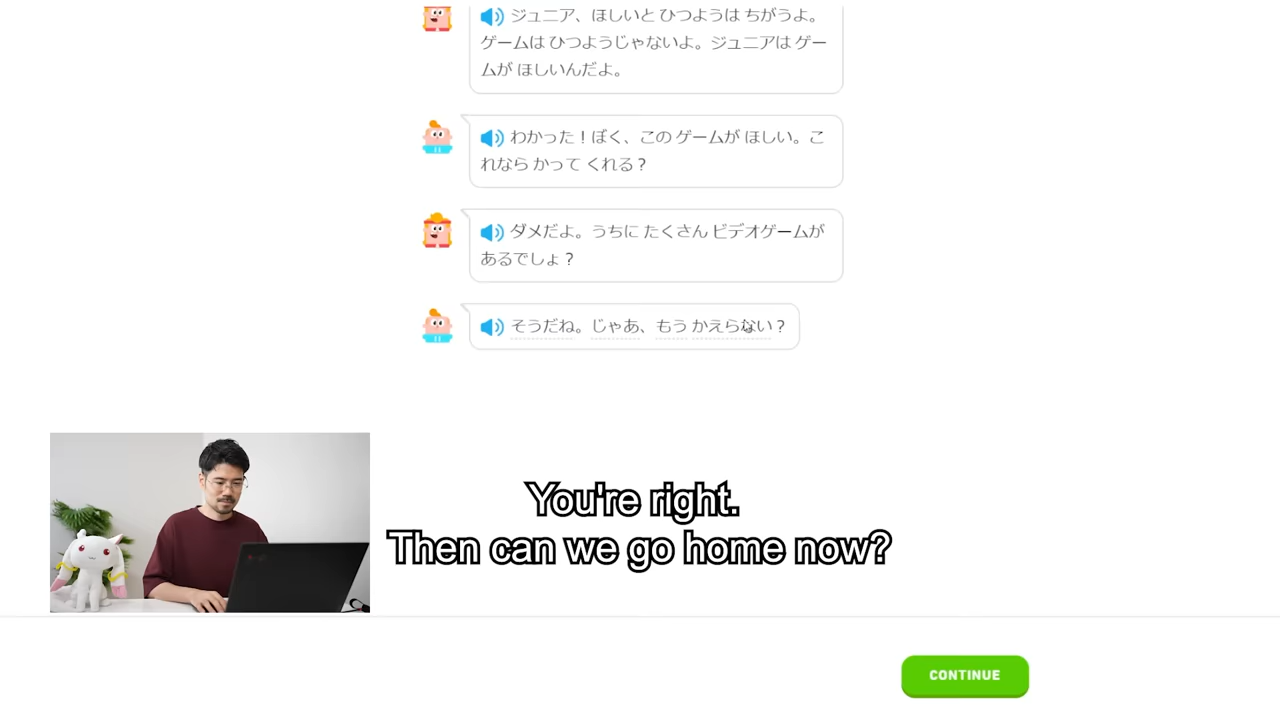 ジュニア、ほしいと ひつようは ちがうよ。
ゲームは ひつようじゃないよ。ジュニアは ゲー
ムが ほしいんだよ。
わかった！ぼく、この ゲームが ほしい。こ
れなら かって くれる？
ダメだよ。うちに たくさん ビデオゲームが
あるでしょ？
そうだね。じゃあ、もう かえらない？
You're right.
Then can we go home now?
CONTINUE